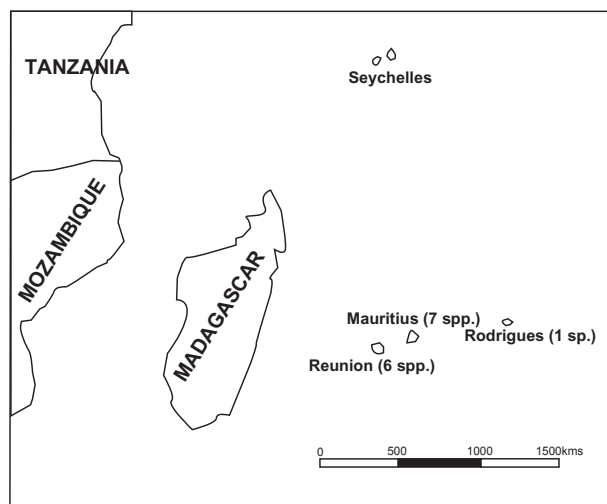 TANZANIA
Seychelles
MOZAMBIQUE
MADAGASCAR
Mauritius (7 spp.)
Rodrigues (1 sp.)
Reunion (6 spp.)
0 500 1000 1500kms